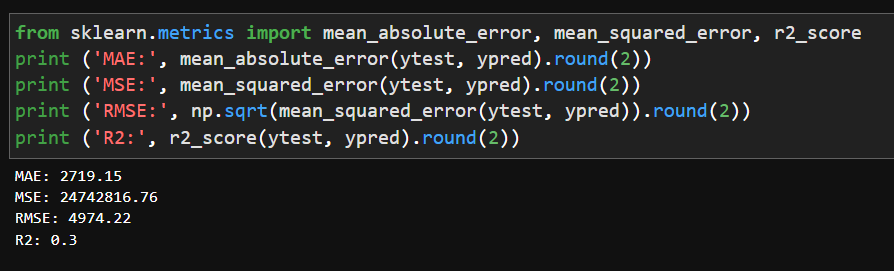 from sklearn.metrics import mean_absolute_error, mean_squared_error, r2_score
print ('MAE:', mean_absolute_error(ytest, ypred).round(2))
print ('MSE:', mean_squared_error(ytest, ypred).round(2))
print ('RMSE:', np.sqrt(mean_squared_error(ytest, ypred)).round(2))
print ('R2:', r2_score(ytest, ypred).round(2))
MAE: 2719.15
MSE: 24742816.76
RMSE: 4974.22
R2: 0.3